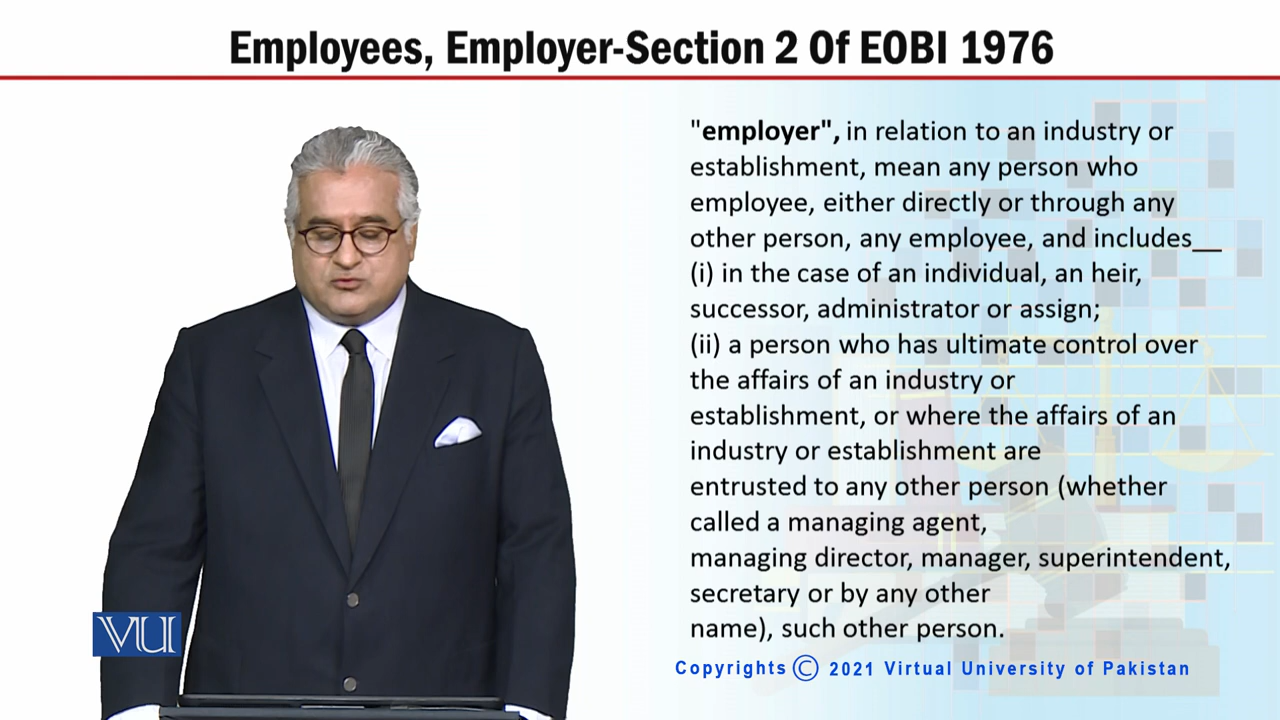 Employees, Employer-Section 2 Of EOBI 1976
"employer", in relation to an industry or
establishment, mean any person who
employee, either directly or through any
other person, any employee, and includes__
(i) in the case of an individual, an heir,
successor, administrator or assign;
(ii) a person who has ultimate control over
the affairs of an industry or
establishment, or where the affairs of an
industry or establishment are
entrusted to any other person (whether
called a managing agent,
managing director, manager, superintendent,
secretary or by any other
name), such other person.
VU
Copyrights © 2021 Virtual University of Pakistan